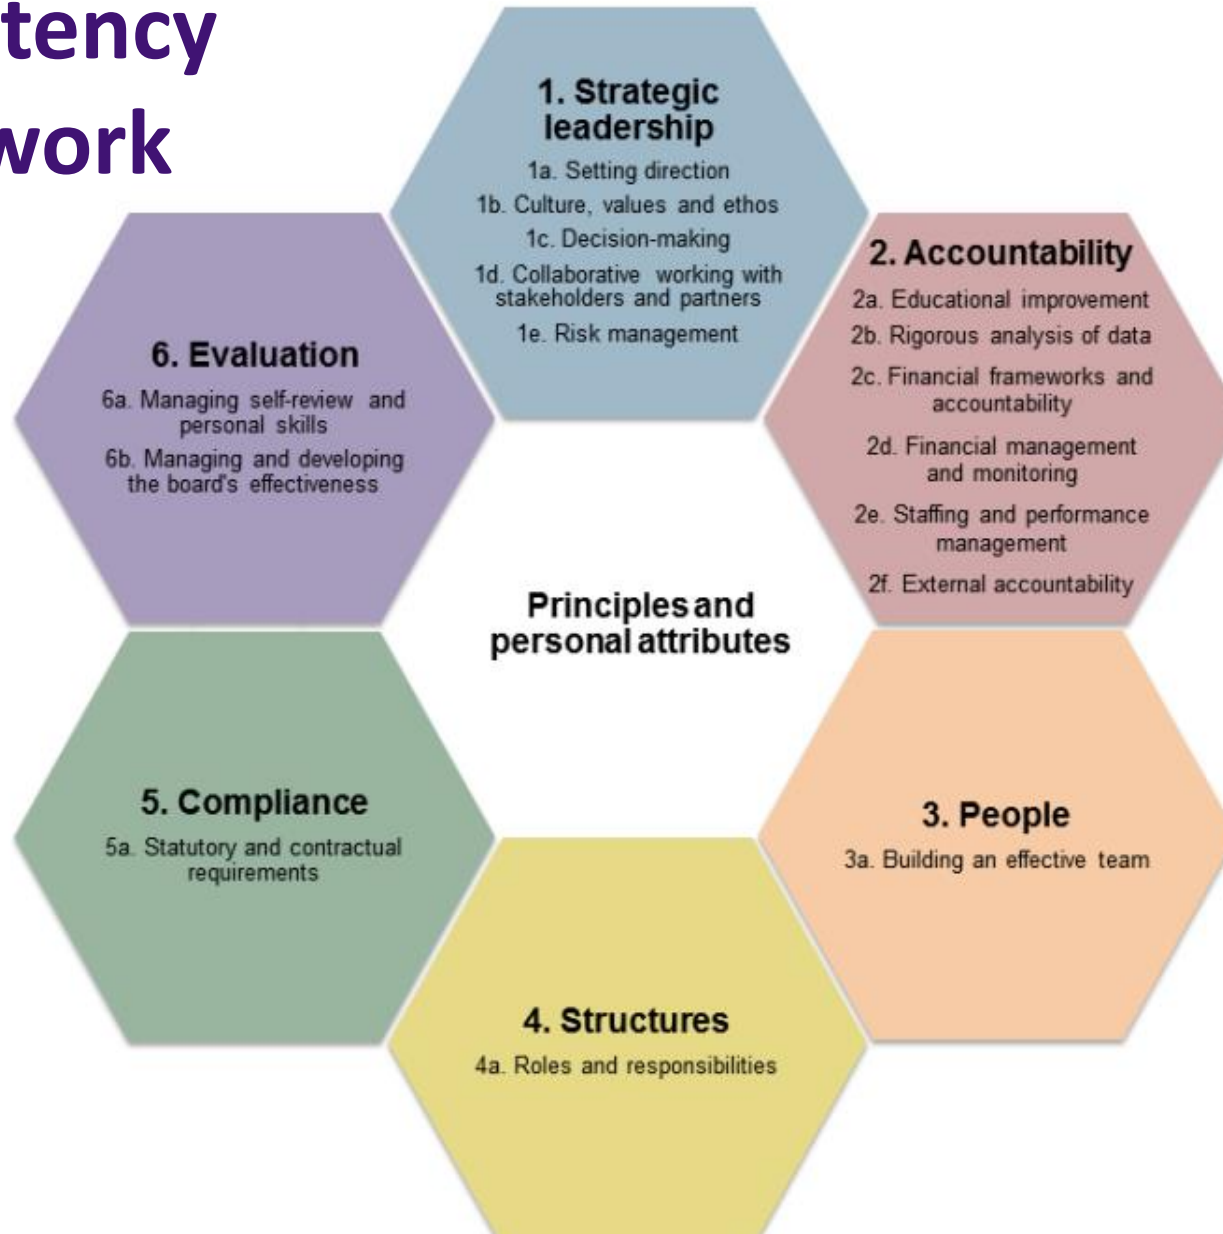 tency
work
1. Strategic
leadership
1a. Setting direction
1b. Culture, values and ethos
1c. Decision-making
1d. Collaborative working with
stakeholders and partners
1e. Risk management
2. Accountability
2a. Educational improvement
2b. Rigorous analysis of data
2c. Financial frameworks and
accountability
2d. Financial management
and monitoring
2e. Staffing and performance
management
2f. External accountability
3. People
3a. Building an effective team
4. Structures
4a. Roles and responsibilities
5. Compliance
5a. Statutory and contractual
requirements
6. Evaluation
6a. Managing self-review and
personal skills
6b. Managing and developing
the board's effectiveness
Principles and
personal attributes